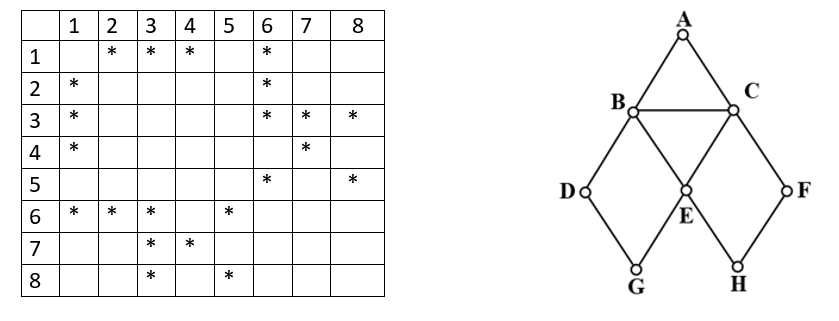 1 2 3 4 5 6 7 8
1 * * * *
2 * *
3 * * * *
4 * *
5 * *
6 * * * *
7 * *
8 * *
A
B C
D E F
G H